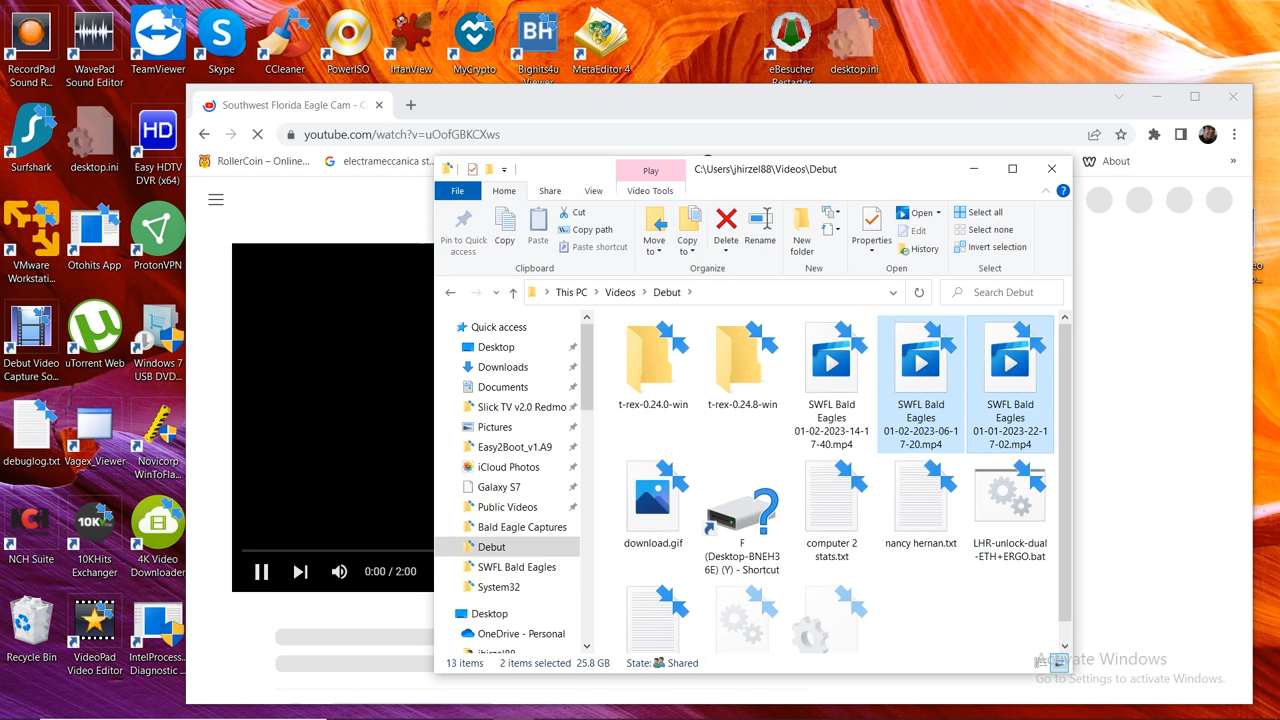 RecordPad
Sound R...
WavePad
Sound Editor
TeamViewer
Skype
CCleaner
PowerISO
IrfanView
MyCrypto
BH
Bights4u
Viewer
MetaEditor 4
eBesucher
Restarter
desktop.ini
Surfshark
desktop.ini
HD
Easy HDTV
DVR (x64)
VMware
Workstati...
Otohits App
ProtonVPN
Debut Video
Capture So...
uTorrent Web
Windows 7
USB DVD...
debuglog.txt
Vagex_Viewer
Novicorp
WinToFla...
NCH
NCH Suite
10K
10KHits
Exchanger
4K Video
Downloader
Recycle Bin
VideoPad
Video Editor
IntelProcess...
Diagnostic ...
Southwest Florida Eagle Cam - C
youtube.com/watch?v=uOofGBKCXws
RollerCoin – Online...
electrameccanica st...
About
»
0:00 / 2:00
Play
C:\Users\jhirzel88\Videos\Debut
File
Home
Share
View
Video Tools
Pin to Quick
access
Copy
Paste
Cut
Copy path
Paste shortcut
Clipboard
Move
to
Copy
to
Delete
Rename
Organize
New
folder
New
Properties
Open
Edit
History
Open
Select all
Select none
Invert selection
Select
This PC
Videos
Debut
Search Debut
Quick access
Desktop
Downloads
Documents
Slick TV v2.0 Redmo
Pictures
Easy2Boot_v1.A9
iCloud Photos
Galaxy S7
Public Videos
Bald Eagle Captures
Debut
SWFL Bald Eagles
System32
Desktop
OneDrive - Personal
jhirzel88
t-rex-0.24.0-win
t-rex-0.24.8-win
SWFL Bald
Eagles
01-02-2023-14-1
7-40.mp4
SWFL Bald
Eagles
01-02-2023-06-1
7-20.mp4
SWFL Bald
Eagles
01-01-2023-22-1
7-02.mp4
download.gif
F
(Desktop-BNEH3
6E) (Y) - Shortcut
computer 2
stats.txt
nancy hernan.txt
LHR-unlock-dual
-ETH+ERGO.bat
13 items
2 items selected 25.8 GB
State:
Shared
Activate Windows
Go to Settings to activate Windows.